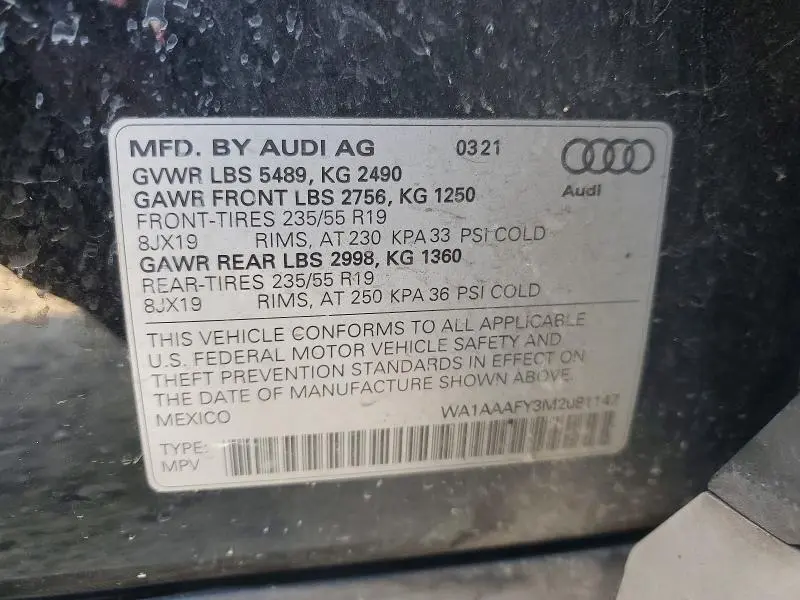 MFD. BY AUDI AG 0321
GVWR LBS 5489, KG 2490
Audi
GAWR FRONT LBS 2756, KG 1250
FRONT-TIRES 235/55 R19
8JX19 RIMS, AT 230 KPA 33 PSI COLD
GAWR REAR LBS 2998, KG 1360
REAR-TIRES 235/55 R19
8JX19 RIMS, AT 250 KPA 36 PSI COLD
THIS VEHICLE CONFORMS TO ALL APPLICABLE
U.S. FEDERAL MOTOR VEHICLE SAFETY AND
THEFT PREVENTION STANDARDS IN EFFECT ON
THE DATE OF MANUFACTURE SHOWN ABOVE.
MEXICO WA1AAAFY3M2081147
TYPE:
MPV